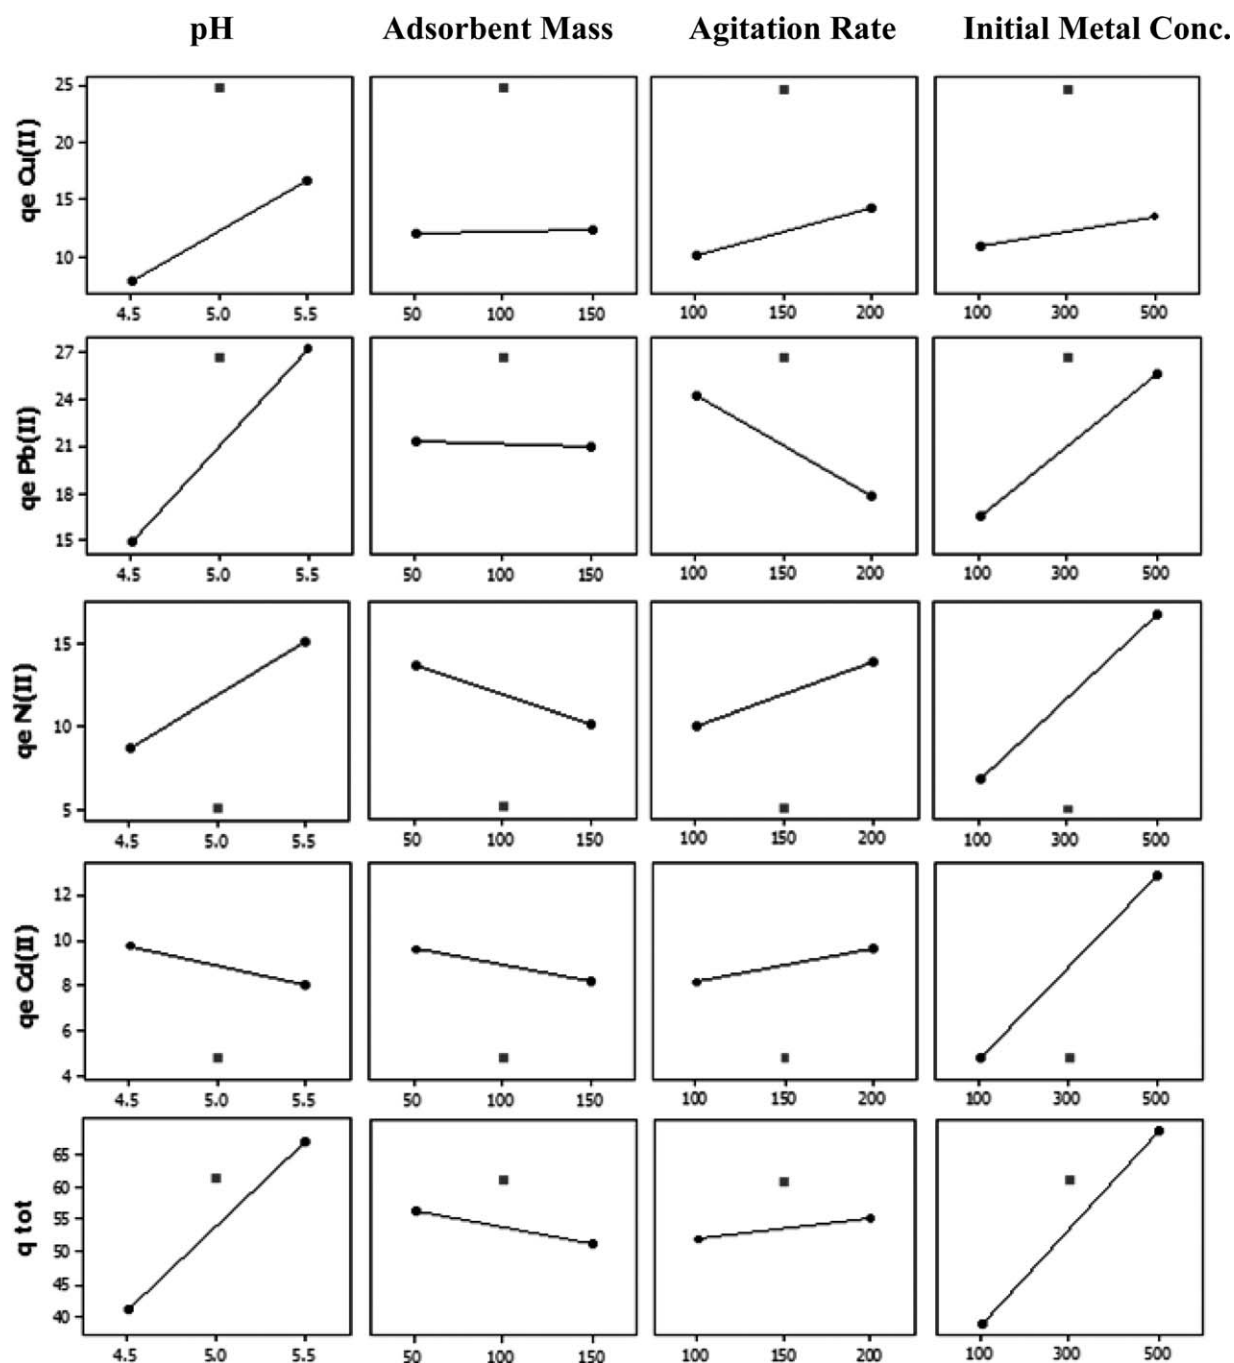 pH Adsorbent Mass Agitation Rate Initial Metal Conc.
qe Cu(II)
25
20
15
10
4.5 5.0 5.5 50 100 150 100 150 200 100 300 500
qe Pb(II)
27
24
21
18
15
4.5 5.0 5.5 50 100 150 100 150 200 100 300 500
qe N(II)
15
10
5
4.5 5.0 5.5 50 100 150 100 150 200 100 300 500
qe Cd(II)
12
10
8
6
4
4.5 5.0 5.5 50 100 150 100 150 200 100 300 500
q tot
65
60
55
50
45
40
4.5 5.0 5.5 50 100 150 100 150 200 100 300 500